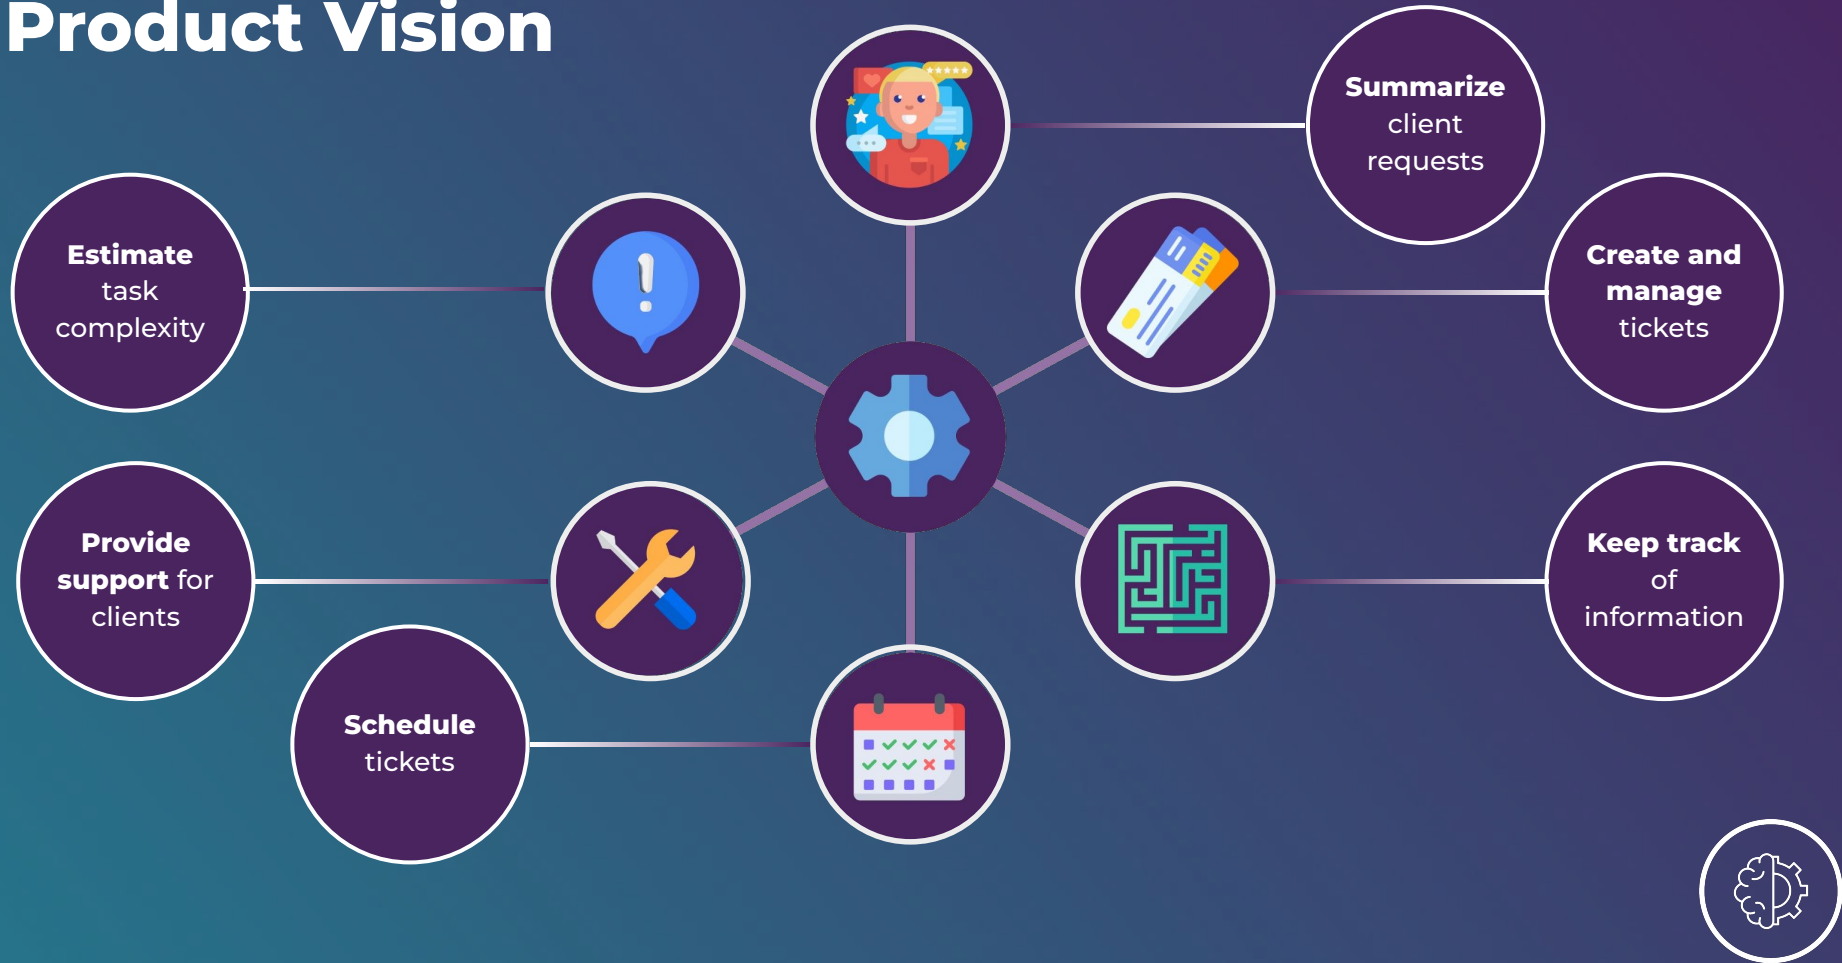 Product Vision
Summarize
client
requests
Estimate
task
complexity
Create and
manage
tickets
Provide
support for
clients
Keep track
of
information
Schedule
tickets